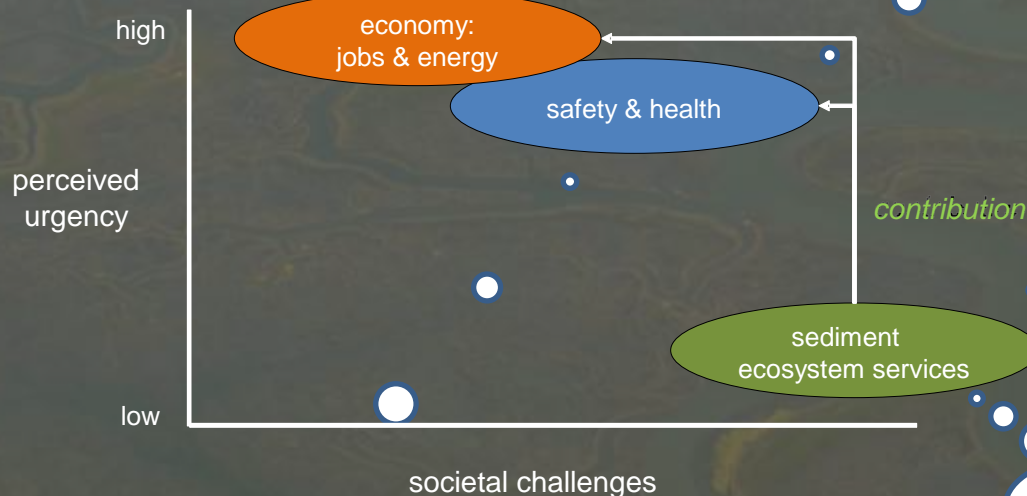 high
economy:
jobs & energy
safety & health
perceived
urgency
contribution
sediment
ecosystem services
low
societal challenges